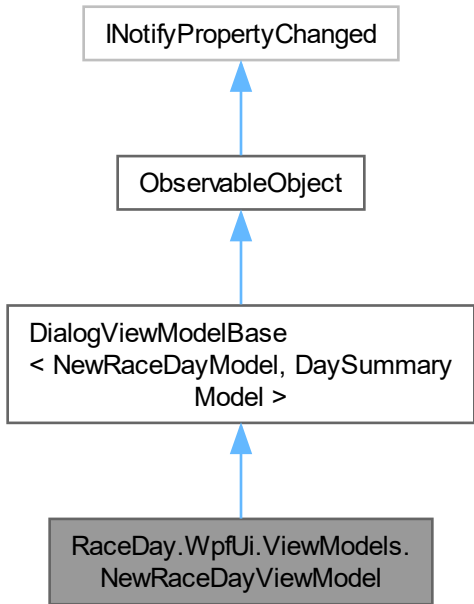 INotifyPropertyChanged
ObservableObject
DialogViewModelBase
< NewRaceDayModel, DaySummary
Model >
RaceDay.WpfUi.ViewModels.
NewRaceDayViewModel